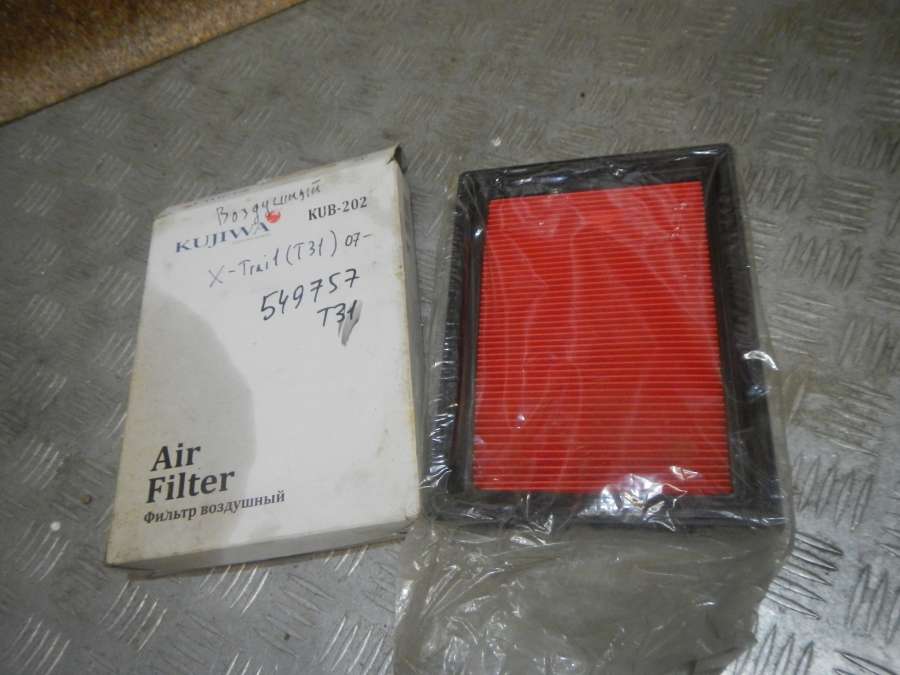 Воздушный
KUJIWA KUB-202
X-Trail (T31) 07-
549757
T31
Air
Filter
Фильтр воздушный